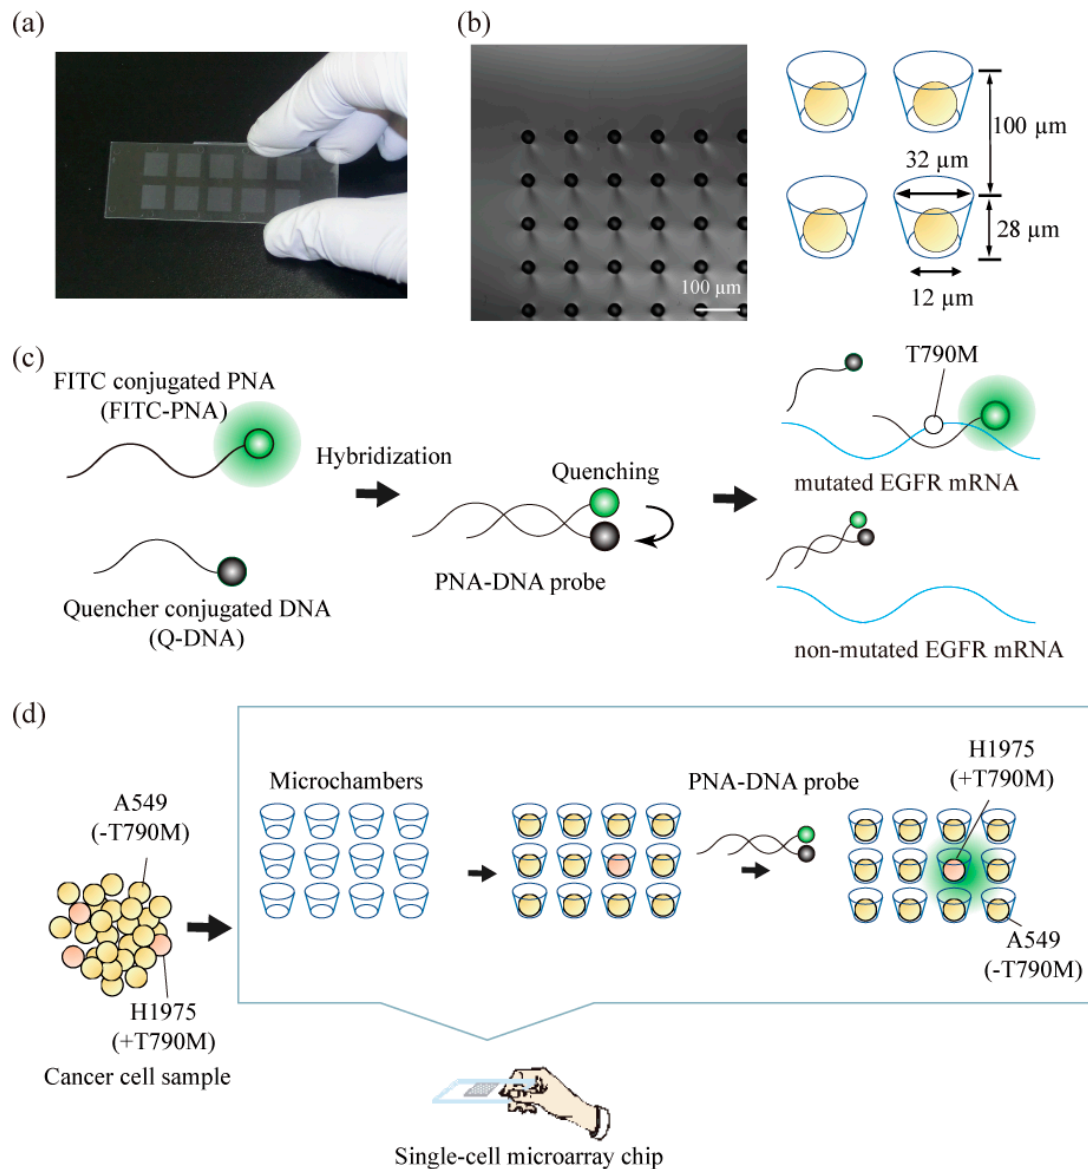 (a)
(b)
100 µm
32 µm
100 µm
28 µm
12 µm
(c)
FITC conjugated PNA
(FITC-PNA)
Hybridization
Quencher conjugated DNA
(Q-DNA)
Quenching
PNA-DNA probe
T790M
mutated EGFR mRNA
non-mutated EGFR mRNA
(d)
A549
(-T790M)
H1975
(+T790M)
Cancer cell sample
Microchambers
PNA-DNA probe
H1975
(+T790M)
A549
(-T790M)
Single-cell microarray chip